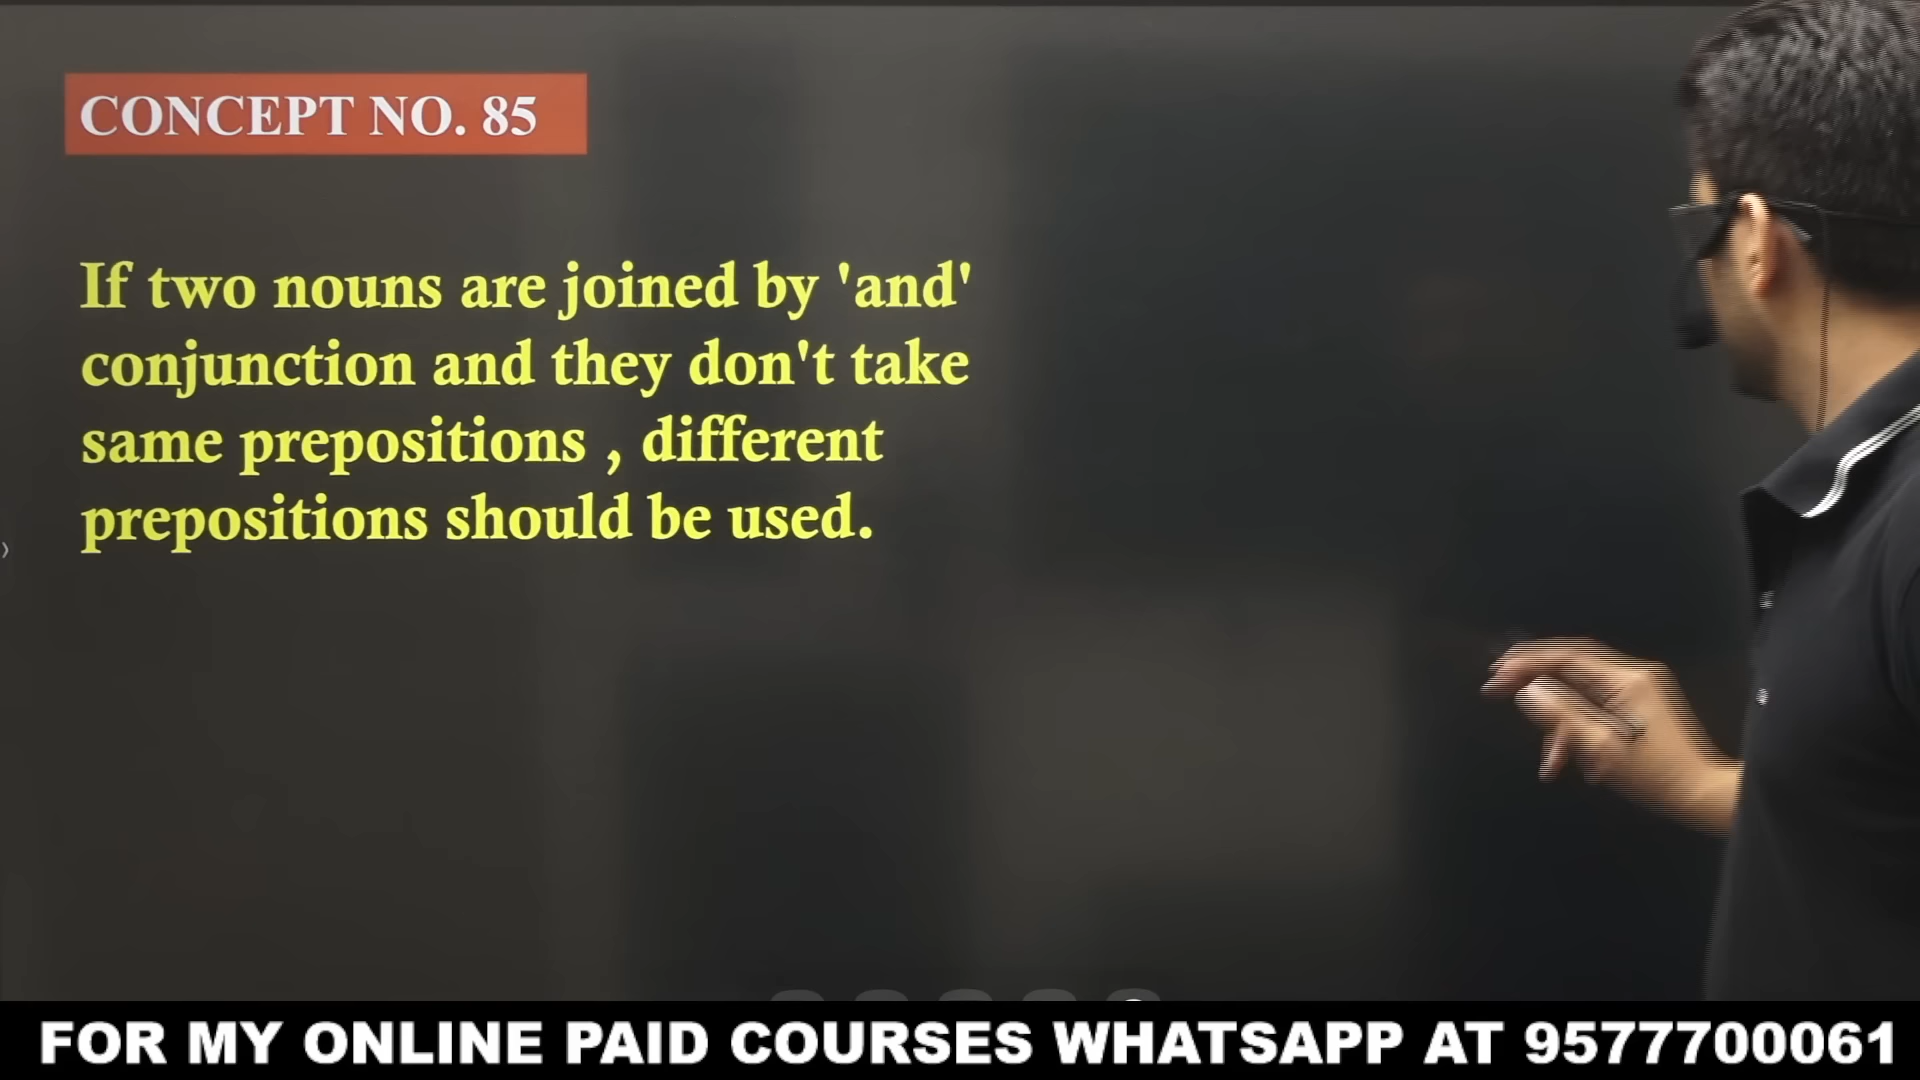 CONCEPT NO. 85
If two nouns are joined by 'and'
conjunction and they don't take
same prepositions , different
prepositions should be used.
FOR MY ONLINE PAID COURSES WHATSAPP AT 9577700061